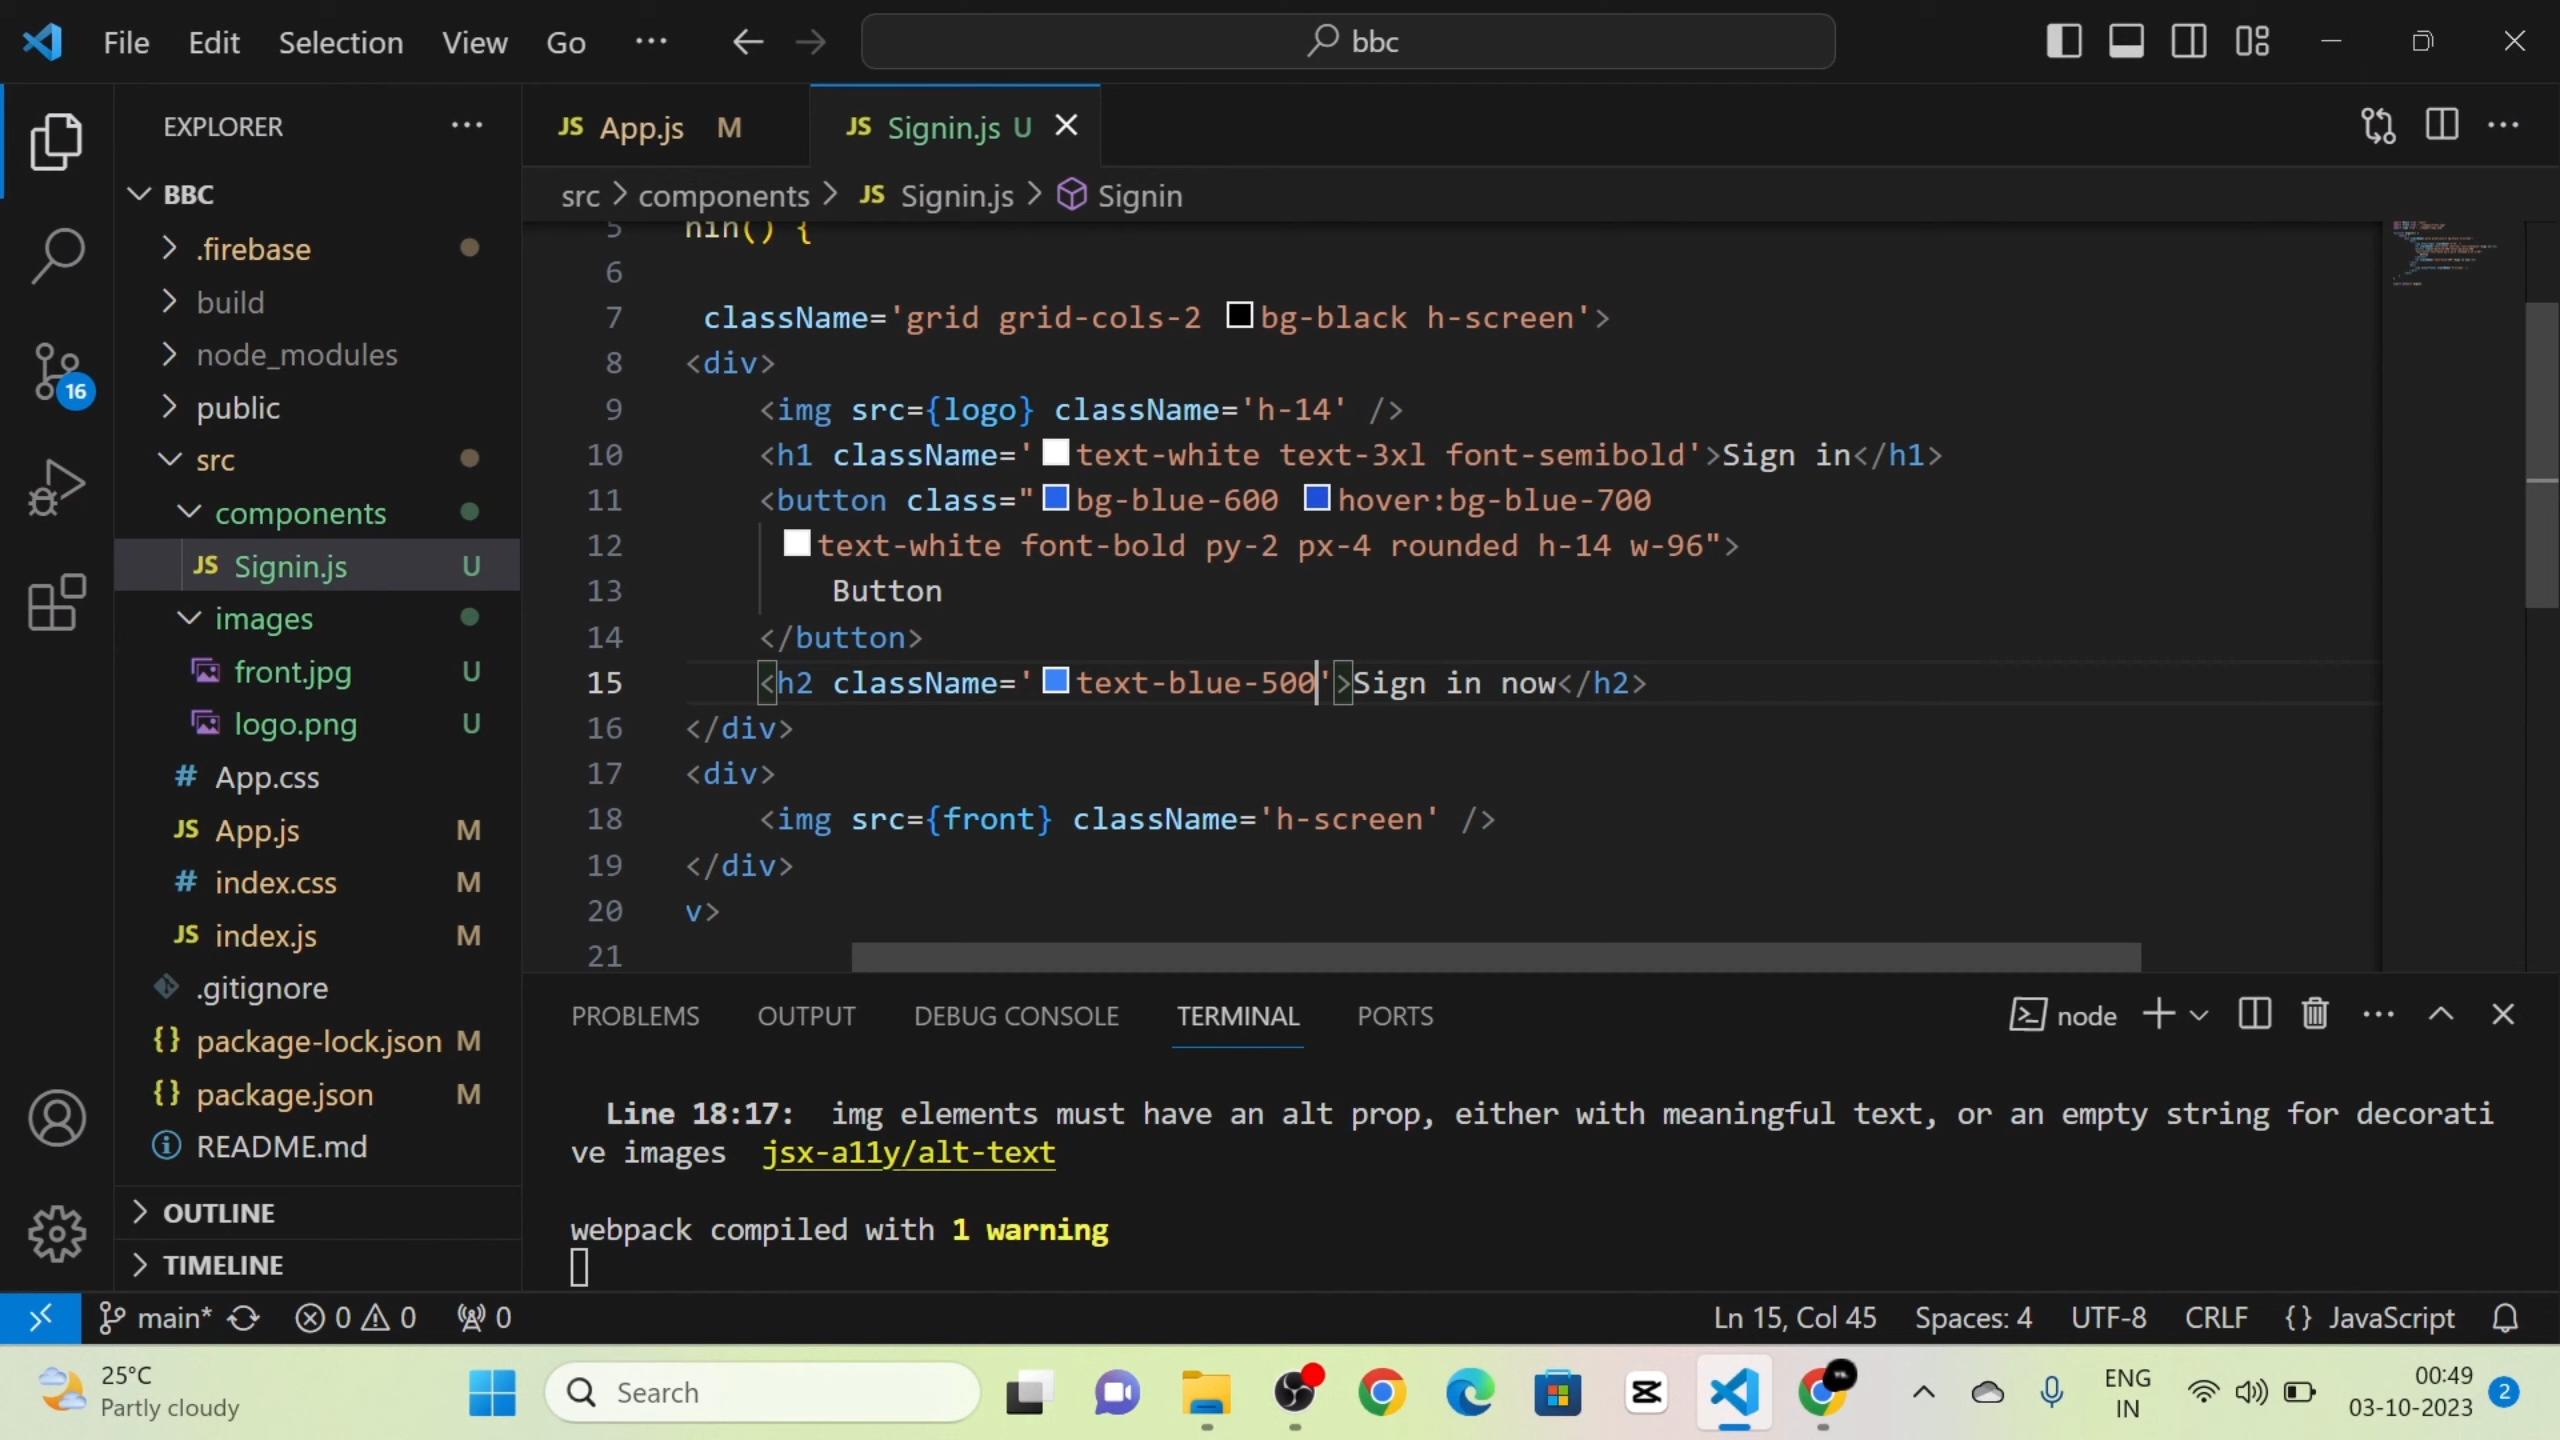 File Edit Selection View Go ··· bbc
EXPLORER ···
BBC
.firebase
build
node_modules
public
src
components
JS Signin.js U
images
front.jpg U
logo.png U
# App.css
JS App.js M
# index.css M
JS index.js M
.gitignore
{} package-lock.json M
{} package.json M
README.md
OUTLINE
TIMELINE
16
JS App.js M JS Signin.js U
src > components > JS Signin.js > Signin
5 nin() {
6
7 className='grid grid-cols-2 bg-black h-screen'>
8 <div>
9 <img src={logo} className='h-14' />
10 <h1 className='text-white text-3xl font-semibold'>Sign in</h1>
11 <button class="bg-blue-600 hover:bg-blue-700
12 text-white font-bold py-2 px-4 rounded h-14 w-96">
13 Button
14 </button>
15 <h2 className='text-blue-500'>Sign in now</h2>
16 </div>
17 <div>
18 <img src={front} className='h-screen' />
19 </div>
20 v>
21
PROBLEMS OUTPUT DEBUG CONSOLE TERMINAL PORTS node
Line 18:17: img elements must have an alt prop, either with meaningful text, or an empty string for decorati
ve images jsx-a11y/alt-text
webpack compiled with 1 warning
main* 0 0 0 Ln 15, Col 45 Spaces: 4 UTF-8 CRLF {} JavaScript
25°C
Partly cloudy
Search
ENG
IN
00:49
03-10-2023
2